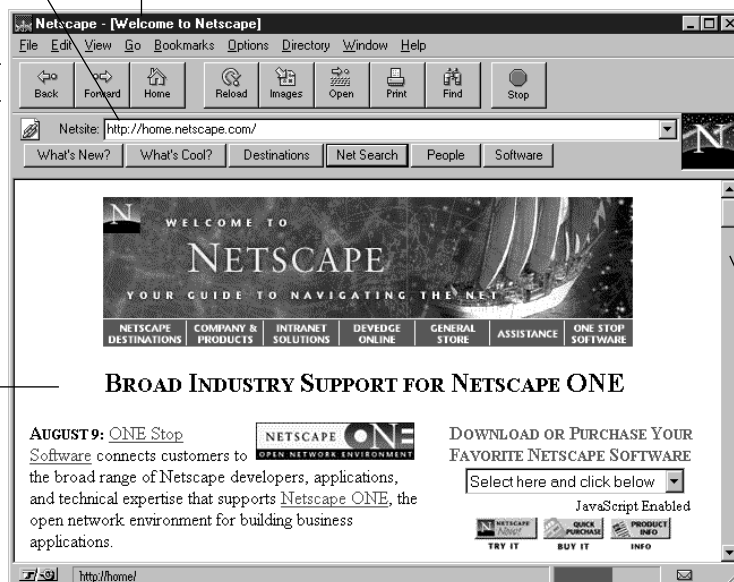 Netscape - [Welcome to Netscape]
File Edit View Go Bookmarks Options Directory Window Help
Back Forward Home Reload Images Open Print Find Stop
Netsite: http://home.netscape.com/
N
What's New? What's Cool? Destinations Net Search People Software
N
WELCOME TO
NETSCAPE
YOUR GUIDE TO NAVIGATING THE NET
NETSCAPE DESTINATIONS COMPANY & PRODUCTS INTRANET SOLUTIONS DEVEDGE ONLINE GENERAL STORE ASSISTANCE ONE STOP SOFTWARE
BROAD INDUSTRY SUPPORT FOR NETSCAPE ONE
AUGUST 9: ONE Stop
Software connects customers to
the broad range of Netscape developers, applications,
and technical expertise that supports Netscape ONE, the
open network environment for building business
applications.
NETSCAPE ONE
OPEN NETWORK ENVIRONMENT
DOWNLOAD OR PURCHASE YOUR
FAVORITE NETSCAPE SOFTWARE
Select here and click below
JavaScript Enabled
N NETSCAPE Now! QUICK PURCHASE PRODUCT INFO
TRY IT BUY IT INFO
http://home/